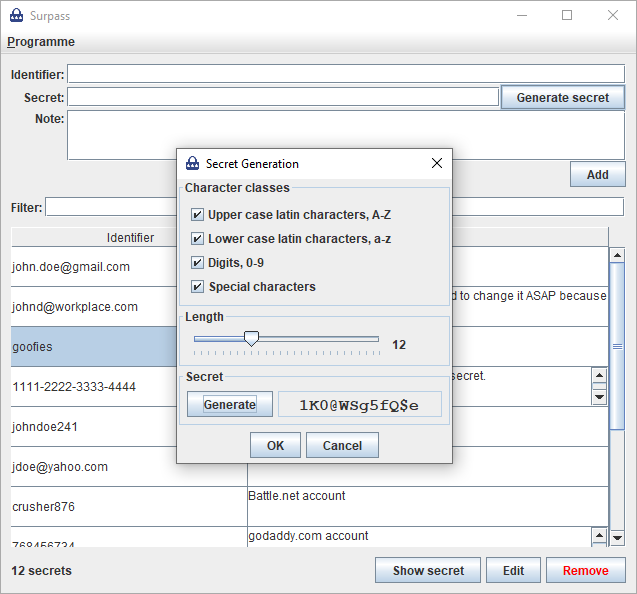 Surpass
Programme
Identifier:
Secret:
Generate secret
Note:
Add
Filter:
Identifier
john.doe@gmail.com
johnd@workplace.com
d to change it ASAP because
goofies
1111-2222-3333-4444
secret.
johndoe241
jdoe@yahoo.com
crusher876
Battle.net account
768456734
godaddy.com account
12 secrets
Show secret
Edit
Remove
Secret Generation
Character classes
Upper case latin characters, A-Z
Lower case latin characters, a-z
Digits, 0-9
Special characters
Length
12
Secret
Generate
1K0@WSg5fQ$e
OK
Cancel